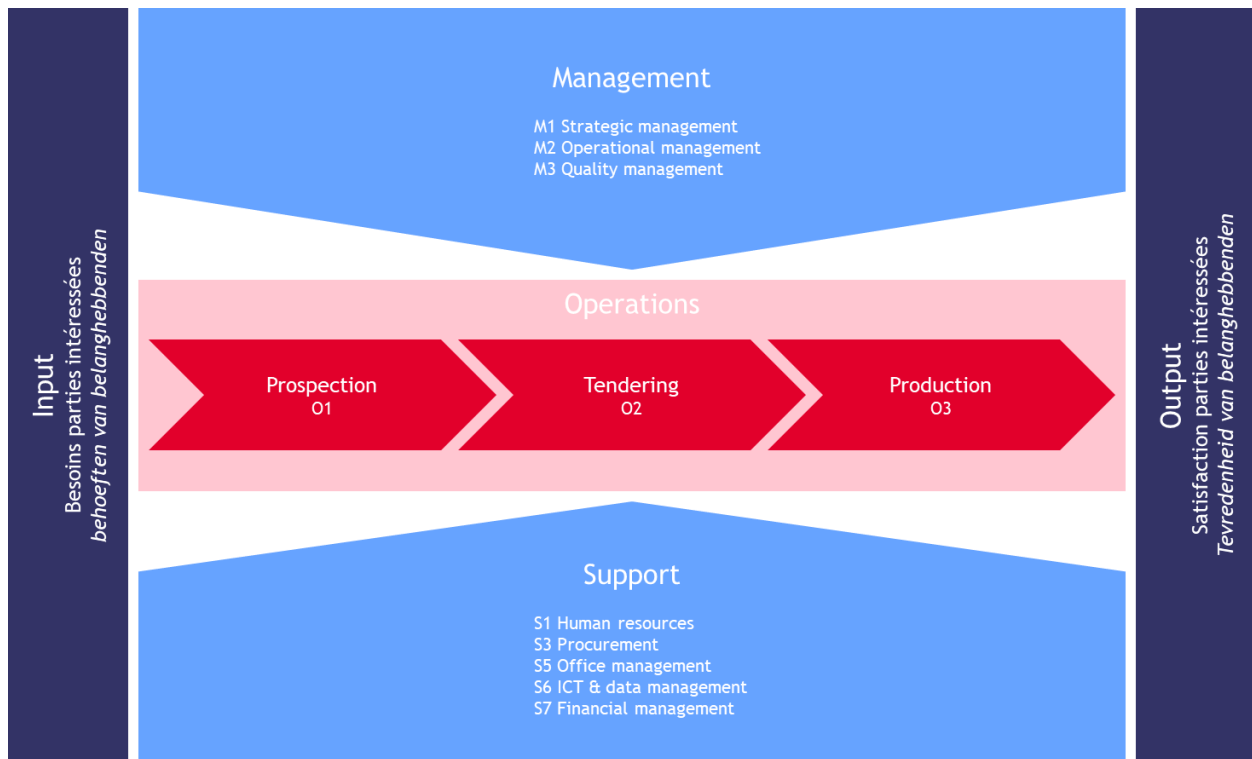 Input
Besoins parties intéressées
behoeften van belanghebbenden
Management
M1 Strategic management
M2 Operational management
M3 Quality management
Operations
Prospection
O1
Tendering
O2
Production
O3
Support
S1 Human resources
S3 Procurement
S5 Office management
S6 ICT & data management
S7 Financial management
Output
Satisfaction parties intéressées
Tevredenheid van belanghebbenden